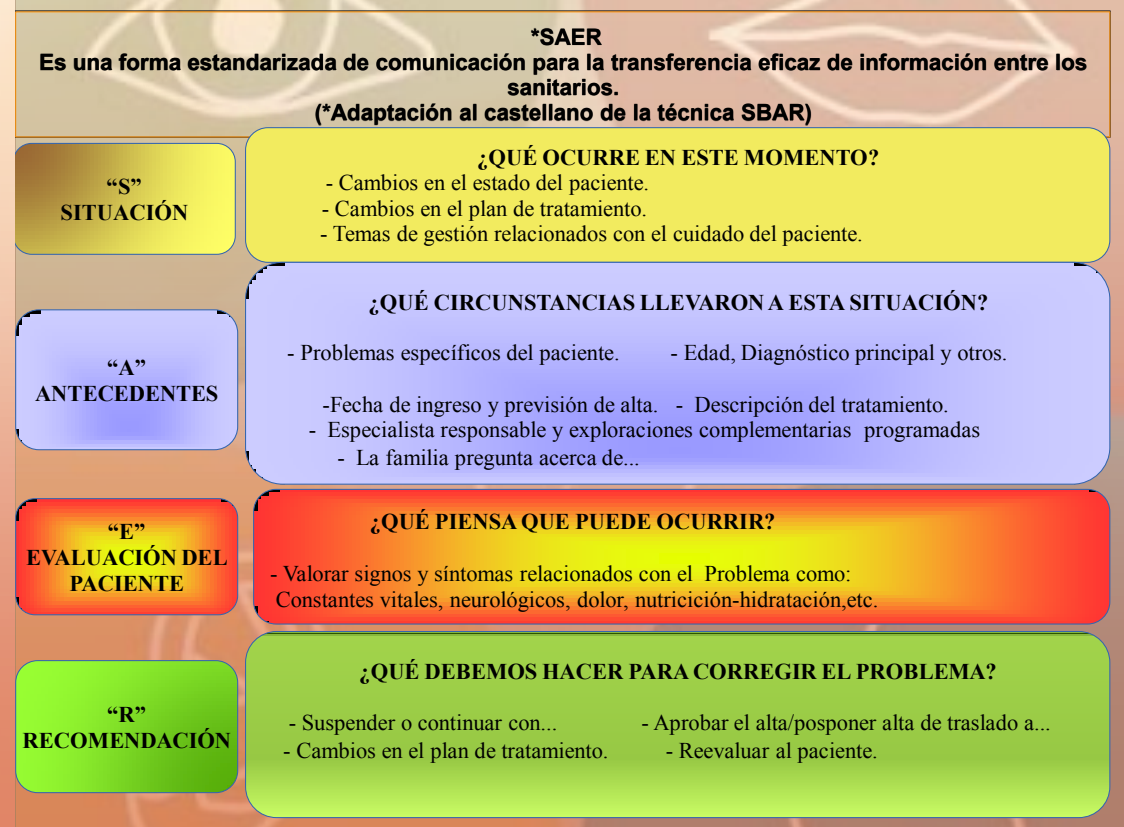 *SAER
Es una forma estandarizada de comunicación para la transferencia eficaz de información entre los
sanitarios.
(*Adaptación al castellano de la técnica SBAR)
“S”
SITUACIÓN
¿QUÉ OCURRE EN ESTE MOMENTO?
- Cambios en el estado del paciente.
- Cambios en el plan de tratamiento.
- Temas de gestión relacionados con el cuidado del paciente.
“A”
ANTECEDENTES
¿QUÉ CIRCUNSTANCIAS LLEVARON A ESTA SITUACIÓN?
- Problemas específicos del paciente. - Edad, Diagnóstico principal y otros.
-Fecha de ingreso y previsión de alta. - Descripción del tratamiento.
- Especialista responsable y exploraciones complementarias programadas
- La familia pregunta acerca de...
“E”
EVALUACIÓN DEL
PACIENTE
¿QUÉ PIENSA QUE PUEDE OCURRIR?
- Valorar signos y síntomas relacionados con el Problema como:
Constantes vitales, neurológicos, dolor, nutricición-hidratación,etc.
“R”
RECOMENDACIÓN
¿QUÉ DEBEMOS HACER PARA CORREGIR EL PROBLEMA?
- Suspender o continuar con... - Aprobar el alta/posponer alta de traslado a...
- Cambios en el plan de tratamiento. - Reevaluar al paciente.